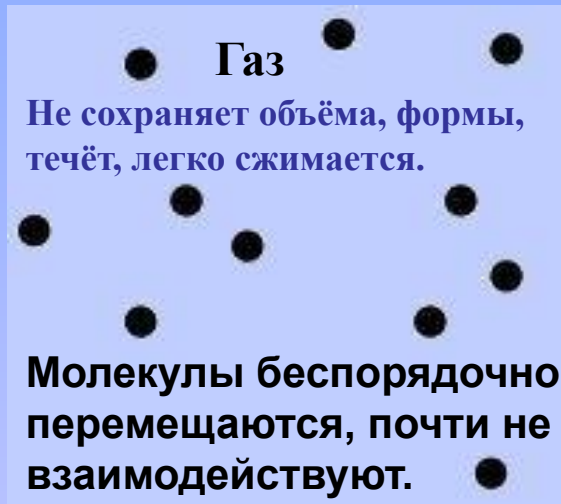 Газ
Не сохраняет объёма, формы,
течёт, легко сжимается.
Молекулы беспорядочно
перемещаются, почти не
взаимодействуют.